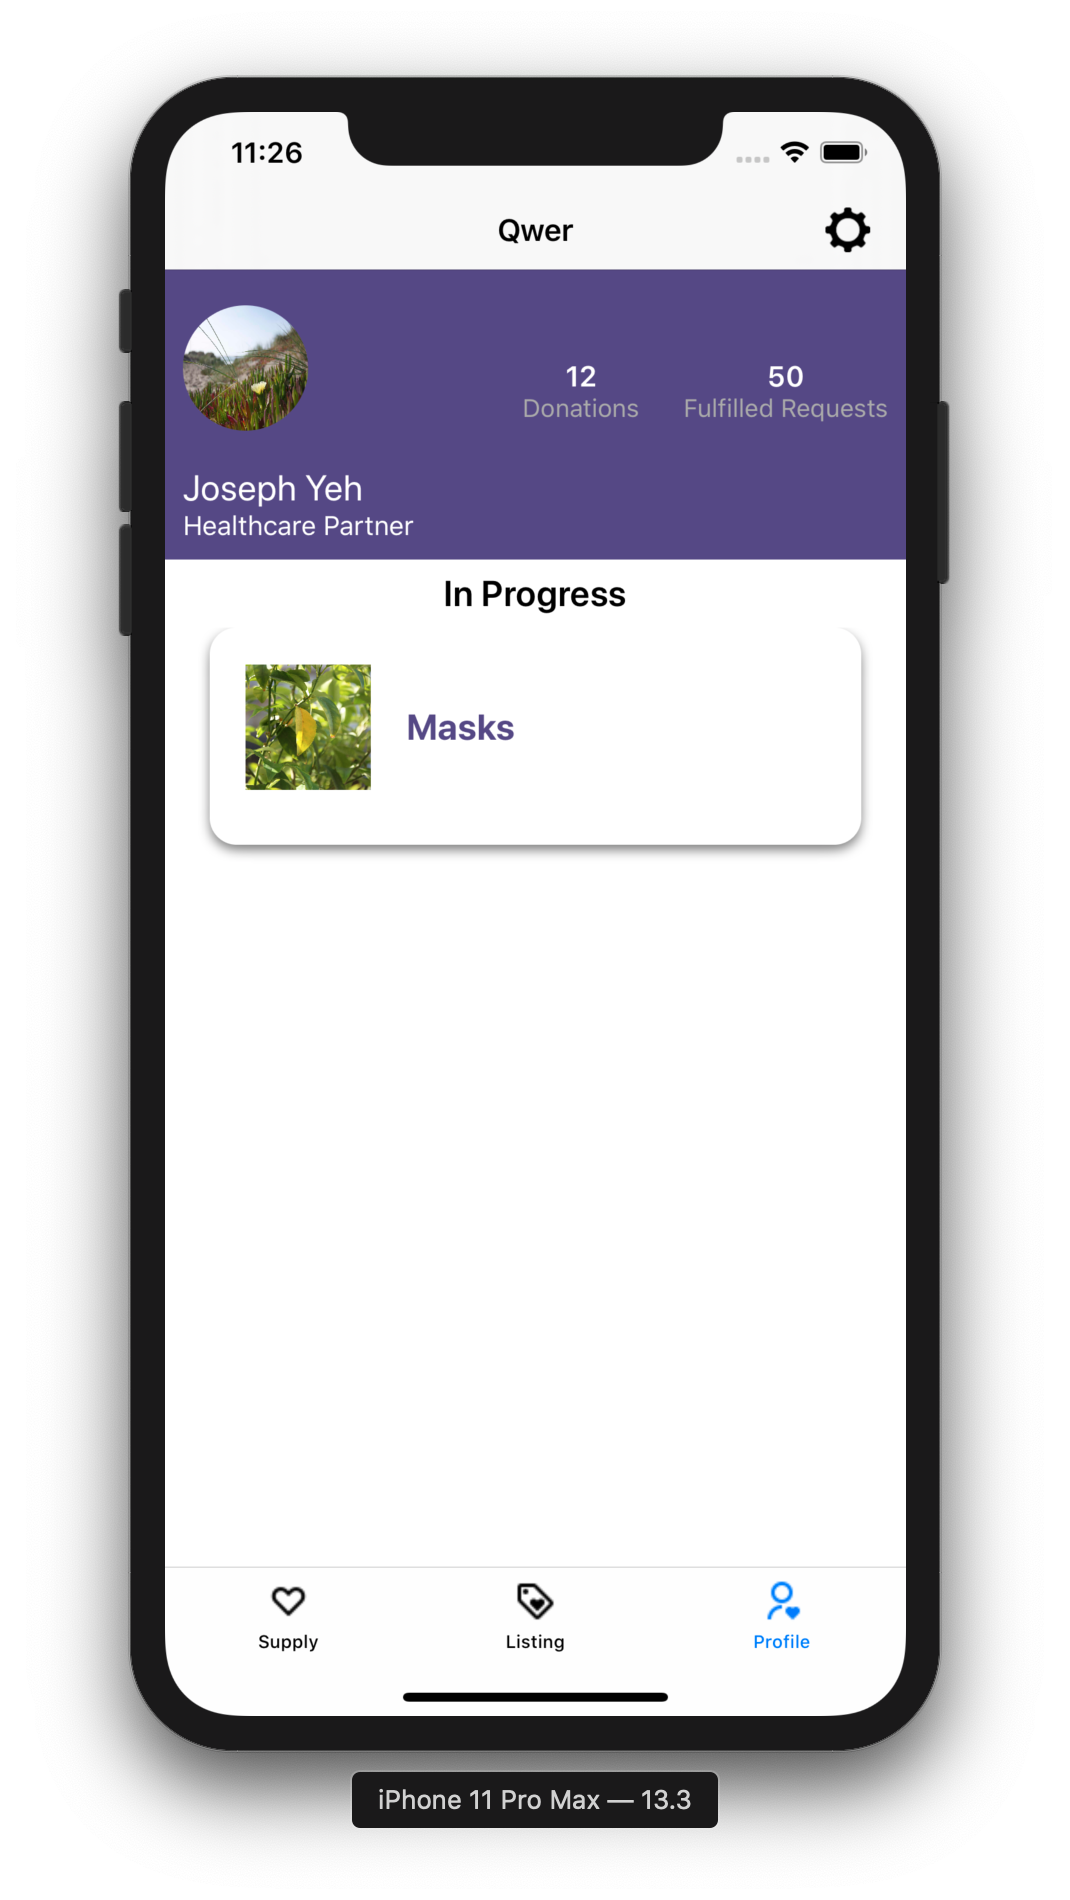 11:26
Qwer
12
Donations
50
Fulfilled Requests
Joseph Yeh
Healthcare Partner
In Progress
Masks
Supply
Listing
Profile
iPhone 11 Pro Max — 13.3